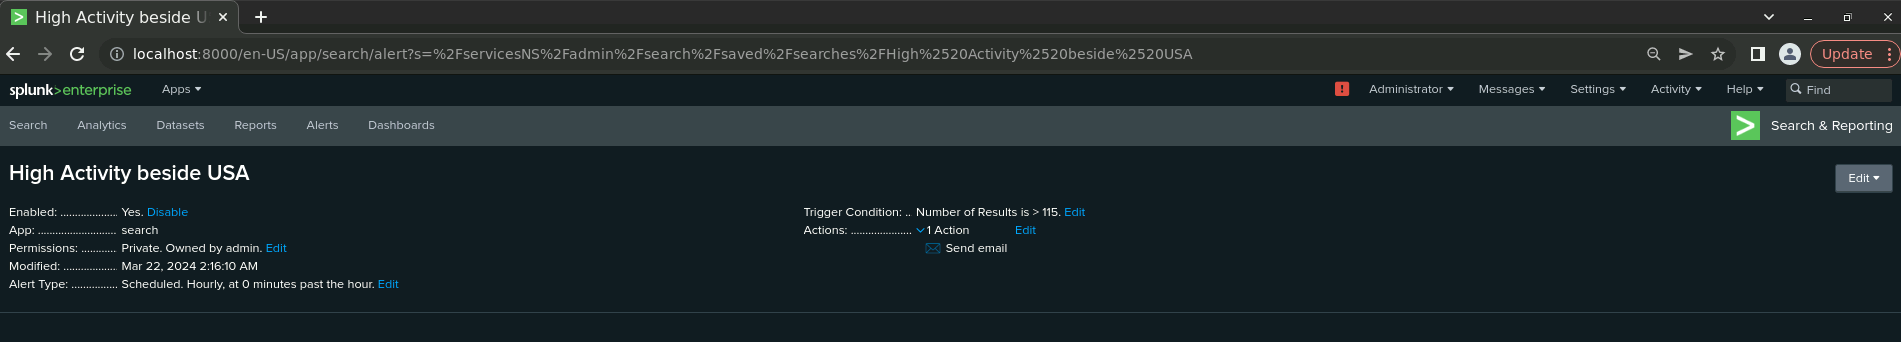 High Activity beside U
localhost:8000/en-US/app/search/alert?s=%2FservicesNS%2Fadmin%2Fsearch%2Fsaved%2Fsearches%2FHigh%2520Activity%2520beside%2520USA
Update
splunk>enterprise Apps Administrator Messages Settings Activity Help Find
Search Analytics Datasets Reports Alerts Dashboards Search & Reporting
High Activity beside USA
Edit
Enabled: .................... Yes. Disable
App: ........................... search
Permissions: ............ Private. Owned by admin. Edit
Modified: ................... Mar 22, 2024 2:16:10 AM
Alert Type: ................ Scheduled. Hourly, at 0 minutes past the hour. Edit
Trigger Condition: .. Number of Results is > 115. Edit
Actions: ..................... 1 Action Edit
Send email